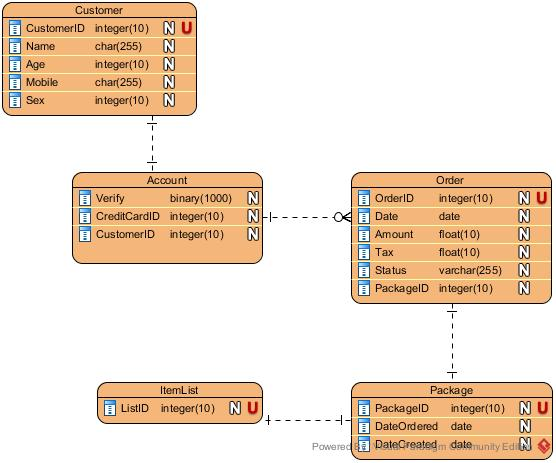 Customer
CustomerID integer(10) N U
Name char(255) N
Age integer(10) N
Mobile char(255) N
Sex integer(10) N
Account
Verify binary(1000) N
CreditCardID integer(10) N
CustomerID integer(10) N
Order
OrderID integer(10) N U
Date date N
Amount float(10) N
Tax float(10) N
Status varchar(255) N
PackageID integer(10) N
ItemList
ListID integer(10) N U
Package
PackageID integer(10) N U
DateOrdered date N
DateCreated date N
Powered By Visual Paradigm Community Edition